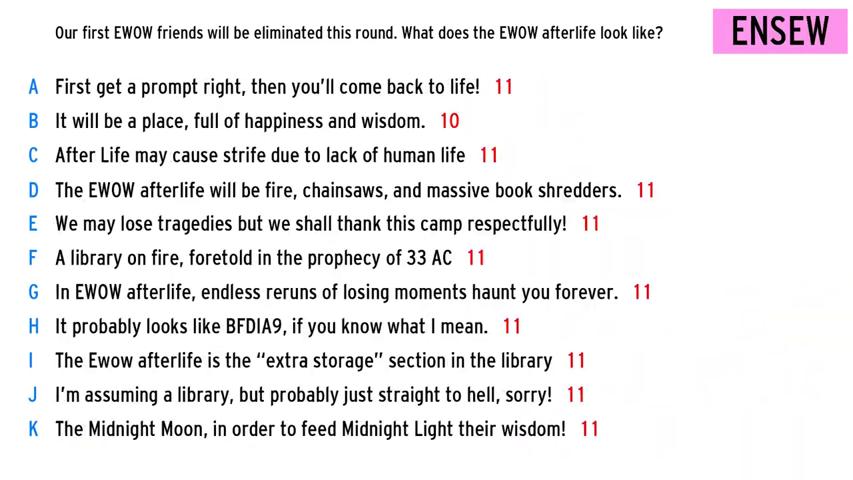 Our first EWOW friends will be eliminated this round. What does the EWOW afterlife look like?
ENSEW
A First get a prompt right, then you'll come back to life! 11
B It will be a place, full of happiness and wisdom. 10
C After Life may cause strife due to lack of human life 11
D The EWOW afterlife will be fire, chainsaws, and massive book shredders. 11
E We may lose tragedies but we shall thank this camp respectfully! 11
F A library on fire, foretold in the prophecy of 33 AC 11
G In EWOW afterlife, endless reruns of losing moments haunt you forever. 11
H It probably looks like BFDIA9, if you know what I mean. 11
I The Ewow afterlife is the “extra storage” section in the library 11
J I'm assuming a library, but probably just straight to hell, sorry! 11
K The Midnight Moon, in order to feed Midnight Light their wisdom! 11